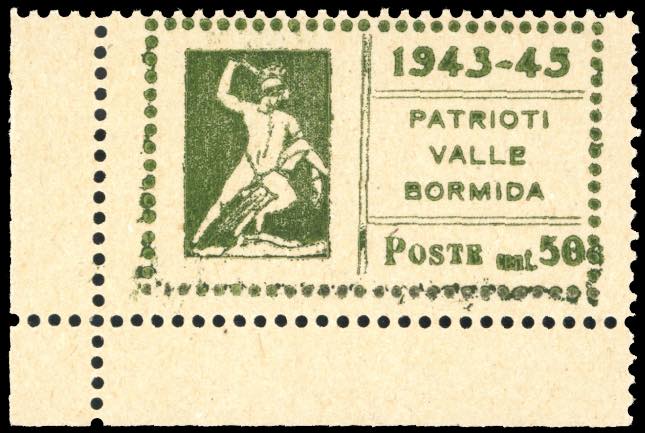 1943-45
PATRIOTI
VALLE
BORMIDA
POSTE cent. 50